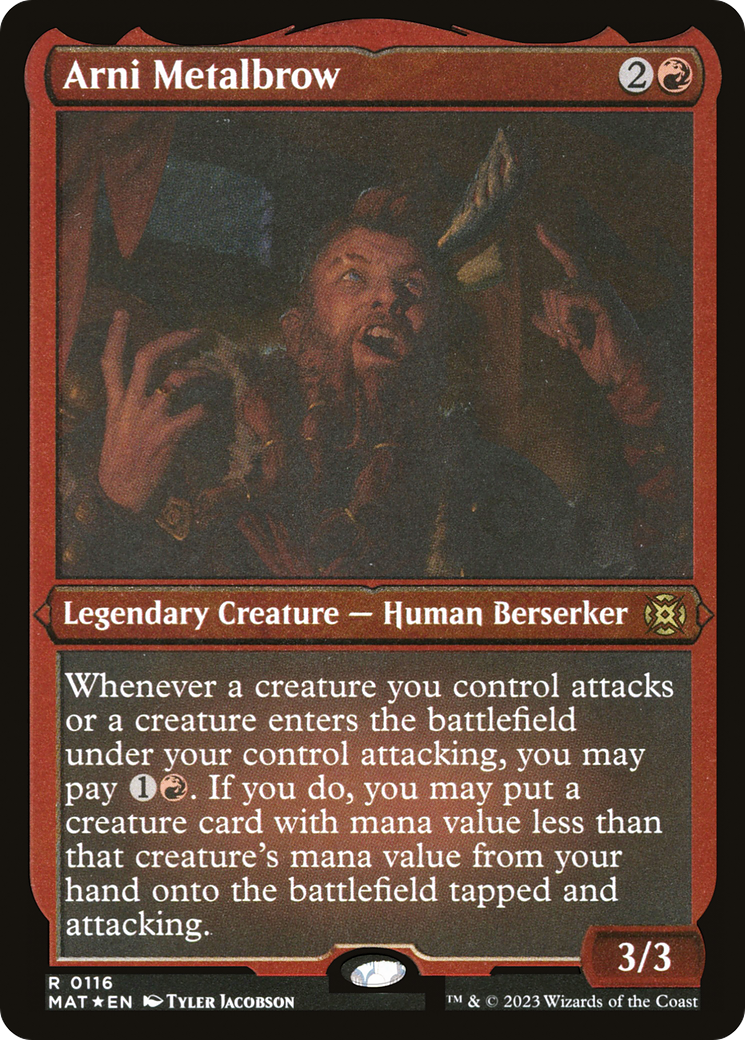 Arni Metalbrow 2
Legendary Creature — Human Berserker
Whenever a creature you control attacks
or a creature enters the battlefield
under your control attacking, you may
pay 1. If you do, you may put a
creature card with mana value less than
that creature's mana value from your
hand onto the battlefield tapped and
attacking.
3/3
R 0116
MAT★EN Tyler Jacobson
™ & © 2023 Wizards of the Coast